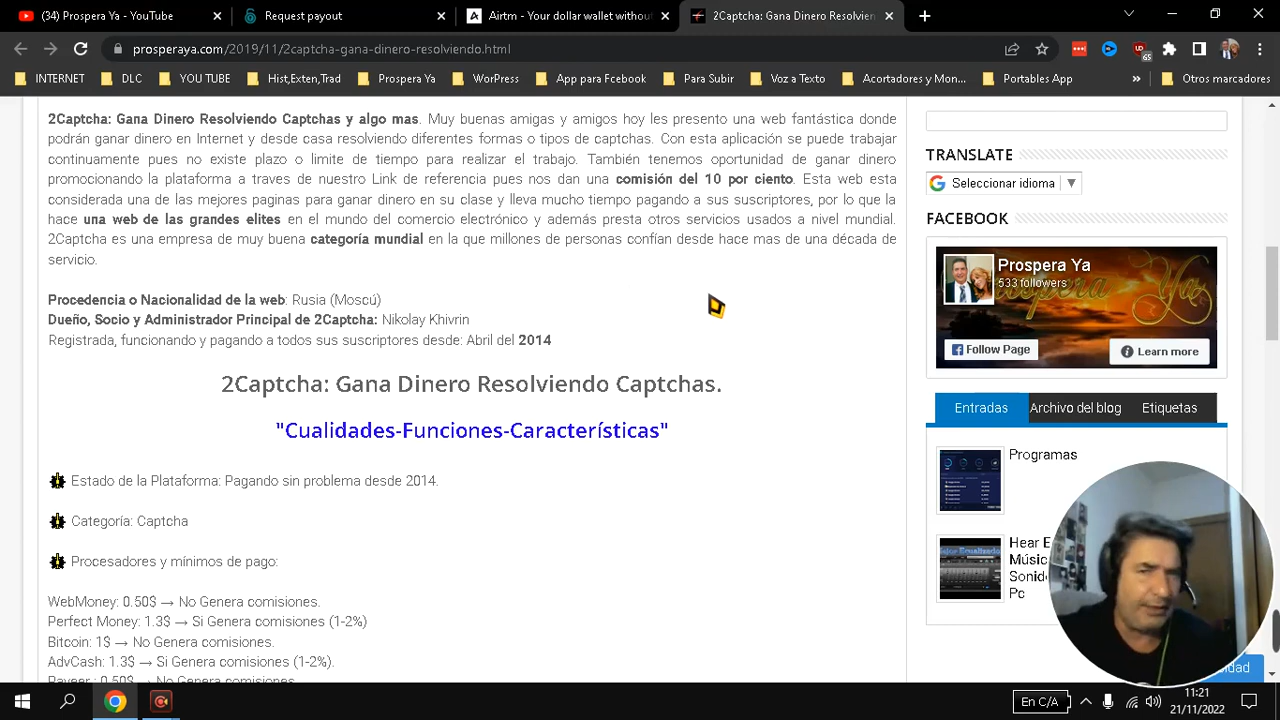 (34) Prospera Ya - YouTube
Request payout
Airtm - Your dollar wallet without
2Captcha: Gana Dinero Resolvien
prosperaya.com/2019/11/2captcha-gana-dinero-resolviendo.html
INTERNET
DLC
YOU TUBE
Hist,Exten,Trad
Prospera Ya
WorPress
App para Fcebook
Para Subir
Voz a Texto
Acortadores y Mon...
Portables App
»
Otros marcadores
2Captcha: Gana Dinero Resolviendo Captchas y algo mas. Muy buenas amigas y amigos hoy les presento una web fantástica donde
podrán ganar dinero en Internet y desde casa resolviendo diferentes formas o tipos de captchas. Con esta aplicación se puede trabajar
continuamente pues no existe plazo o limite de tiempo para realizar el trabajo. También tenemos oportunidad de ganar dinero
promocionando la plataforma a traves de nuestro Link de referencia pues nos dan una comisión del 10 por ciento. Esta web esta
considerada una de las mejores paginas para ganar dinero en su clase y lleva mucho tiempo pagando a sus suscriptores, por lo que la
hace una web de las grandes elites en el mundo del comercio electrónico y además presta otros servicios usados a nivel mundial.
2Captcha es una empresa de muy buena categoría mundial en la que millones de personas confían desde hace mas de una década de
servicio.
Procedencia o Nacionalidad de la web: Rusia (Moscú)
Dueño, Socio y Administrador Principal de 2Captcha: Nikolay Khivrin
Registrada, funcionando y pagando a todos sus suscriptores desde: Abril del 2014
2Captcha: Gana Dinero Resolviendo Captchas.
"Cualidades-Funciones-Características"
Estado de la Plataforma: Pagando sin problema desde 2014.
Categoría: Captcha
Procesadores y mínimos de pago:
WebMoney: 0.50$ → No Genera comisiones.
Perfect Money: 1.3$ → Si Genera comisiones (1-2%)
Bitcoin: 1$ → No Genera comisiones.
AdvCash: 1.3$ → Si Genera comisiones (1-2%).
Payeer: 0.50$ → No Genera comisiones
TRANSLATE
Seleccionar idioma
FACEBOOK
Prospera Ya
533 followers
Follow Page
Learn more
Entradas
Archivo del blog
Etiquetas
Programas
Hear E
Músic
Sonid
Pc
En C/A
11:21
21/11/2022